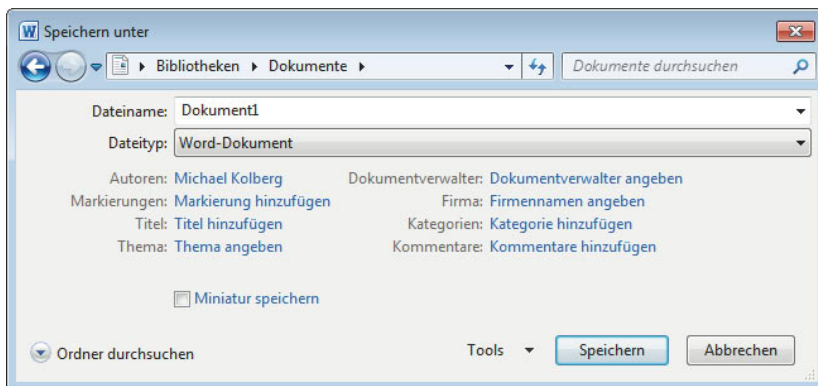 Speichern unter
Bibliotheken Dokumente Dokumente durchsuchen
Dateiname: Dokument1
Dateityp: Word-Dokument
Autoren: Michael Kolberg Dokumentverwalter: Dokumentverwalter angeben
Markierungen: Markierung hinzufügen Firma: Firmennamen angeben
Titel: Titel hinzufügen Kategorien: Kategorie hinzufügen
Thema: Thema angeben Kommentare: Kommentare hinzufügen
Miniatur speichern
Ordner durchsuchen Tools Speichern Abbrechen